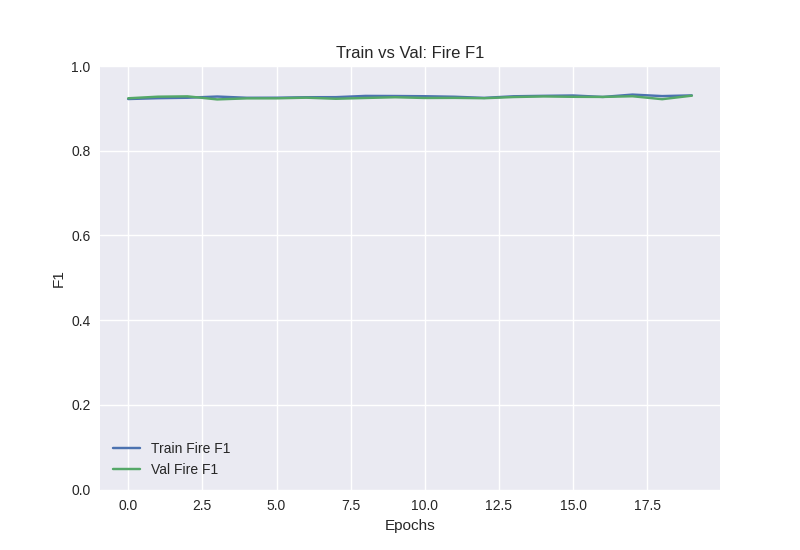 Train vs Val: Fire F1
1.0
0.8
0.6
0.4
0.2
0.0
F1
Train Fire F1
Val Fire F1
0.0 2.5 5.0 7.5 10.0 12.5 15.0 17.5
Epochs